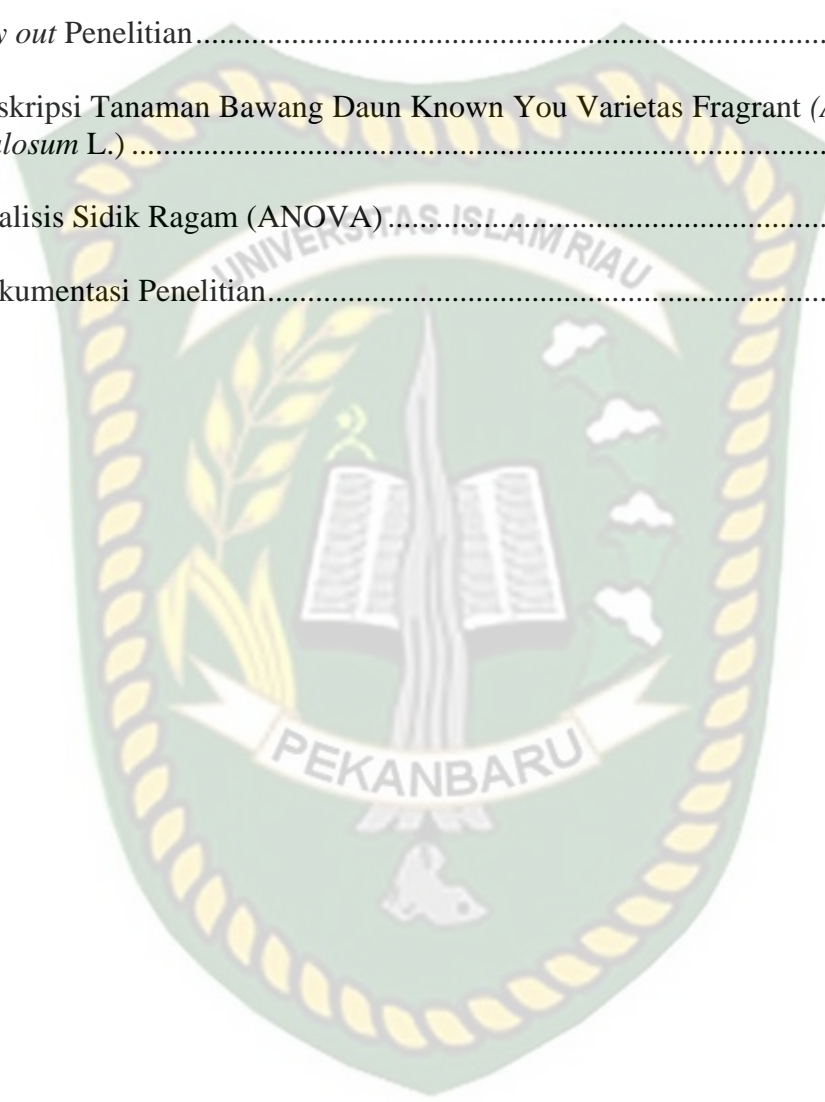 out Penelitian......................................................................
skripsi Tanaman Bawang Daun Known You Varietas Fragrant (
losum L.)......................................................................
alisis Sidik Ragam (ANOVA)......................................................................
kumentasi Penelitian......................................................................
UNIVERSITAS ISLAM RIAU
PEKANBARU